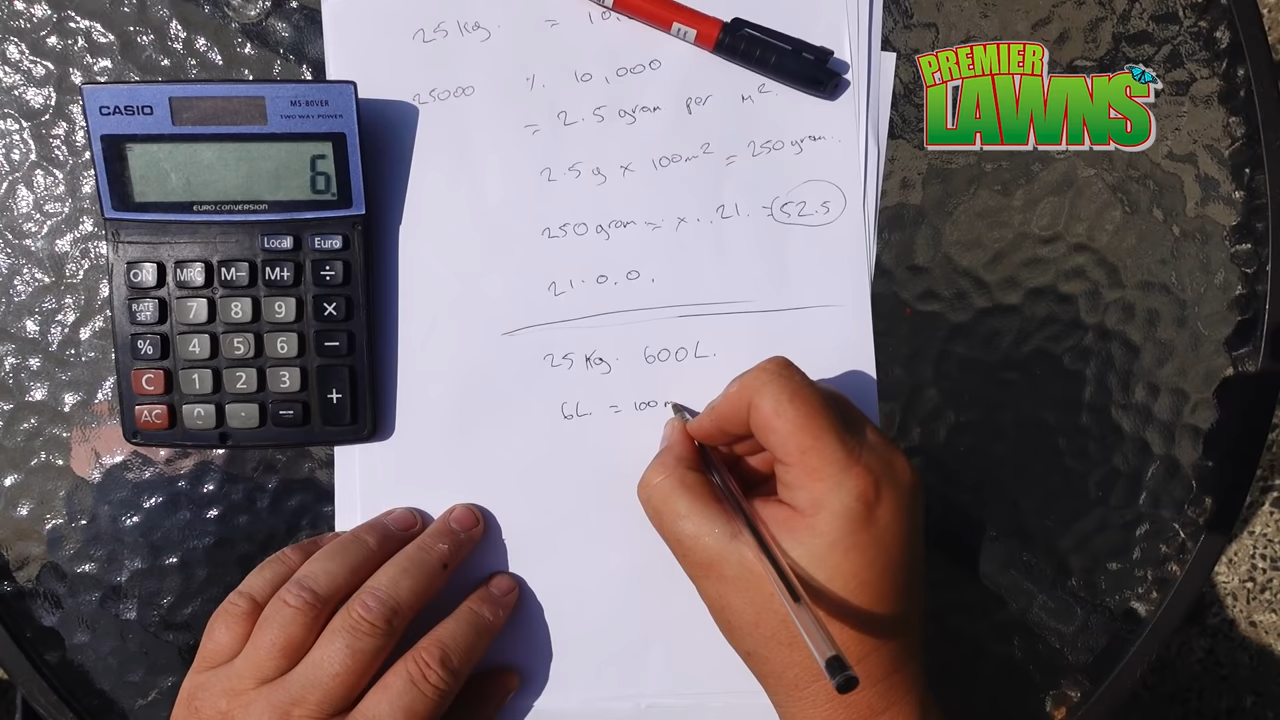 25 Kg. = 10.
25000 ÷ 10,000
= 2.5 gram per M².
2.5 g x 100m² = 250 gram.
250 gram x .21. = 52.5
21.0.0.
25 Kg. 600L.
6L. = 100 m
CASIO MS-80VER
TWO WAY POWER
6.
EURO CONVERSION
Local Euro
ON MRC M− M+ ÷
RATE SET 7 8 9 ×
% 4 5 6 −
C 1 2 3 +
AC 0 . =
PREMIER
LAWNS